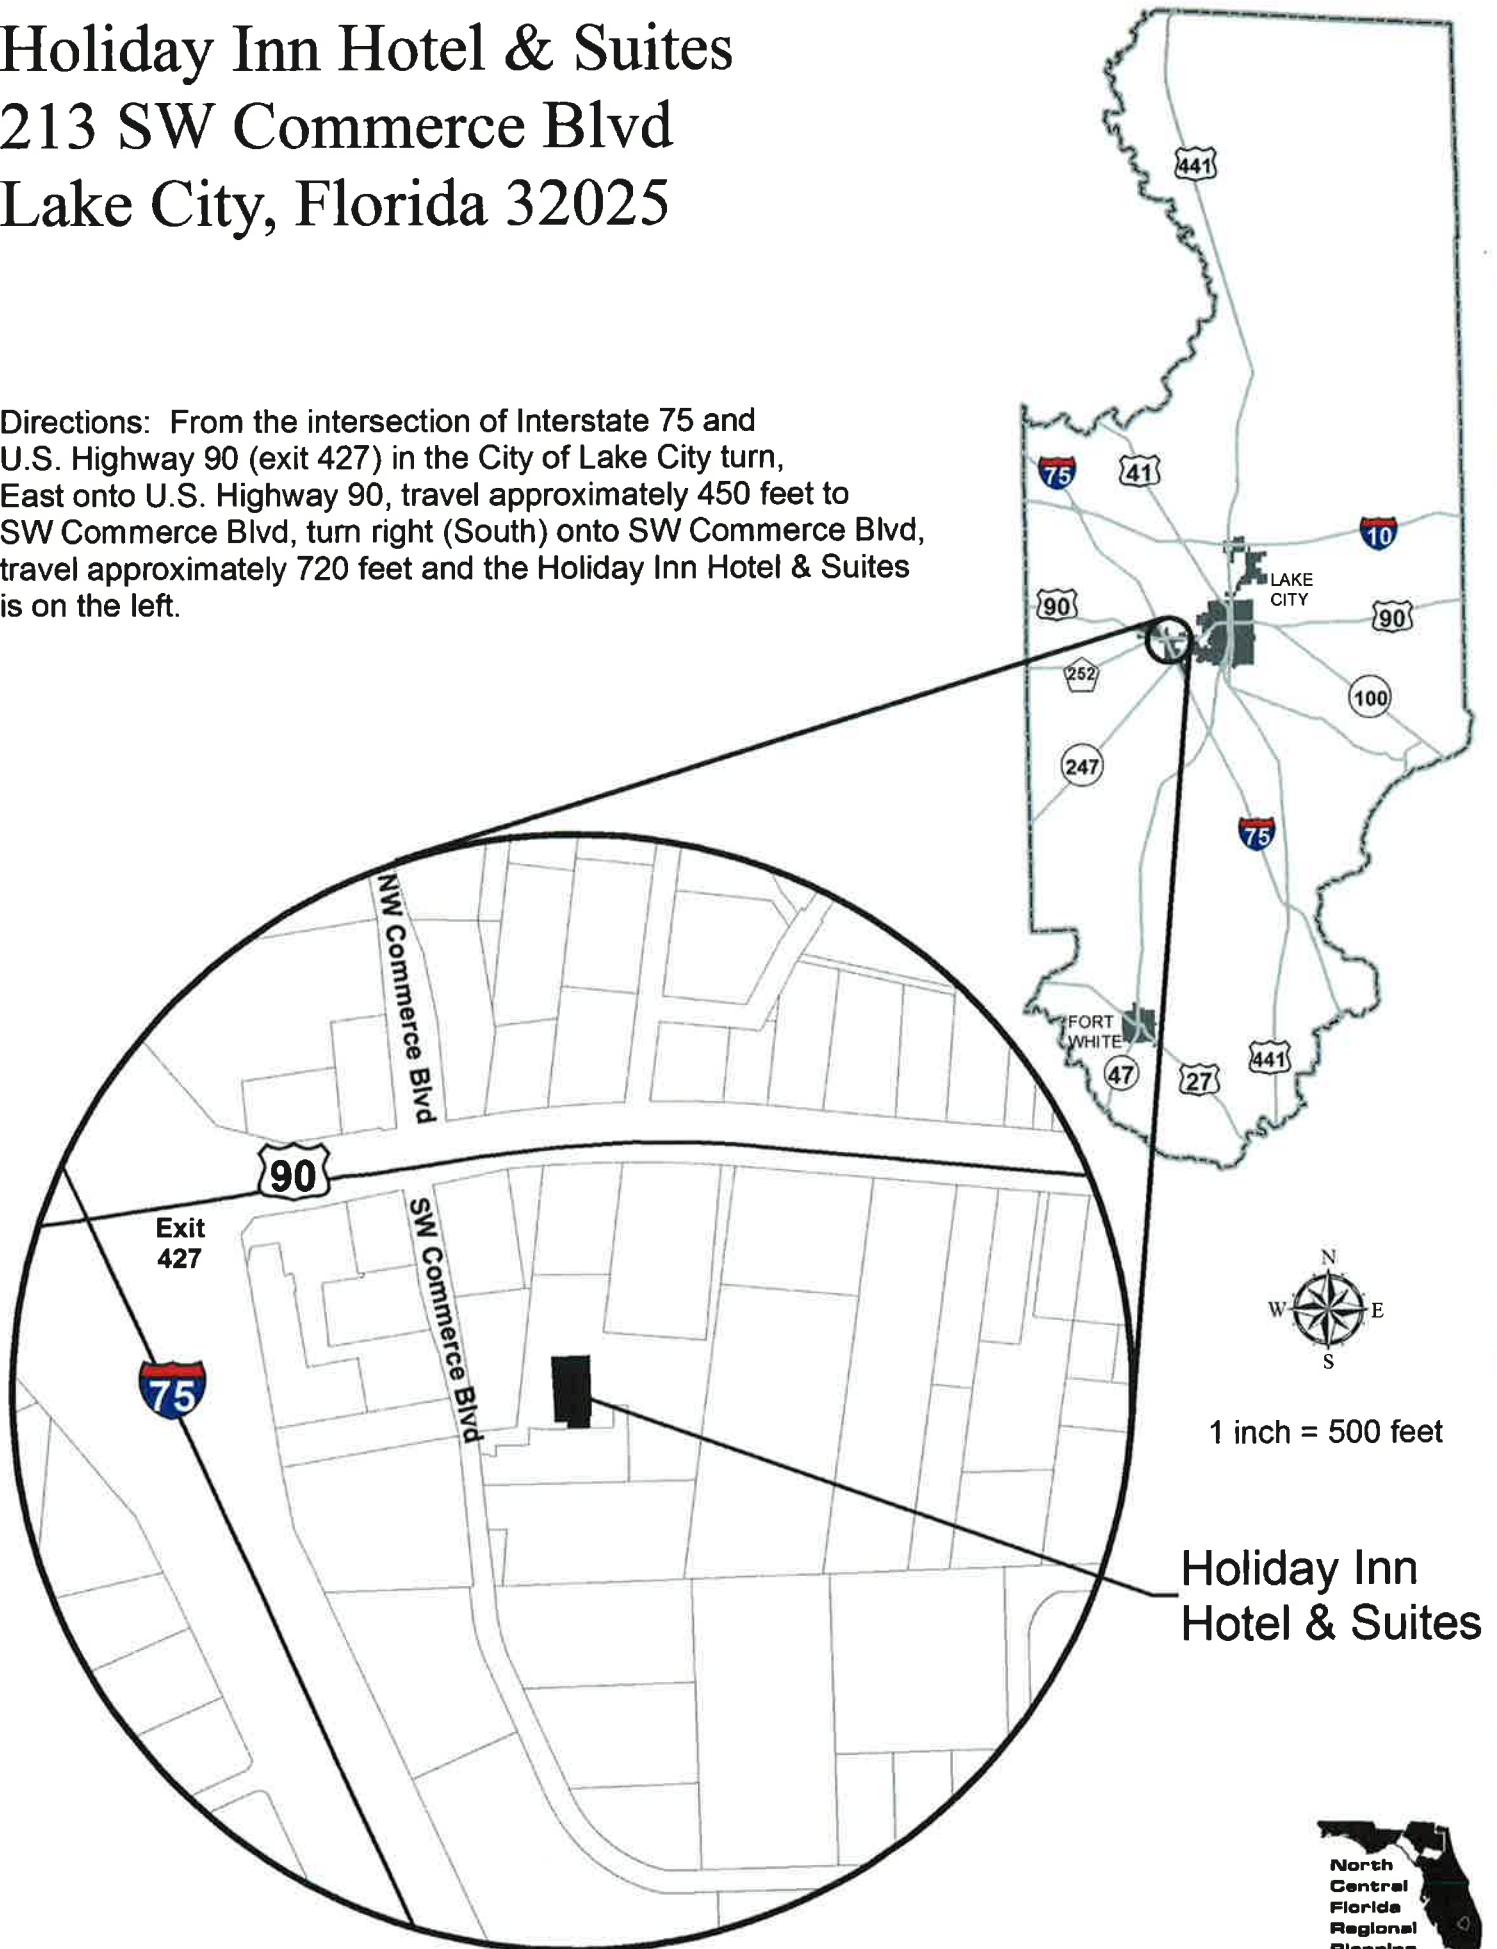 Holiday Inn Hotel & Suites
213 SW Commerce Blvd
Lake City, Florida 32025
Directions: From the intersection of Interstate 75 and
U.S. Highway 90 (exit 427) in the City of Lake City turn,
East onto U.S. Highway 90, travel approximately 450 feet to
SW Commerce Blvd, turn right (South) onto SW Commerce Blvd,
travel approximately 720 feet and the Holiday Inn Hotel & Suites
is on the left.
441
75
41
10
LAKE
CITY
90
90
252
100
247
75
FORT
WHITE
47
27
441
NW Commerce Blvd
90
Exit
427
SW Commerce Blvd
75
N
W
E
S
1 inch = 500 feet
Holiday Inn
Hotel & Suites
North
Central
Florida
Regional
Planning